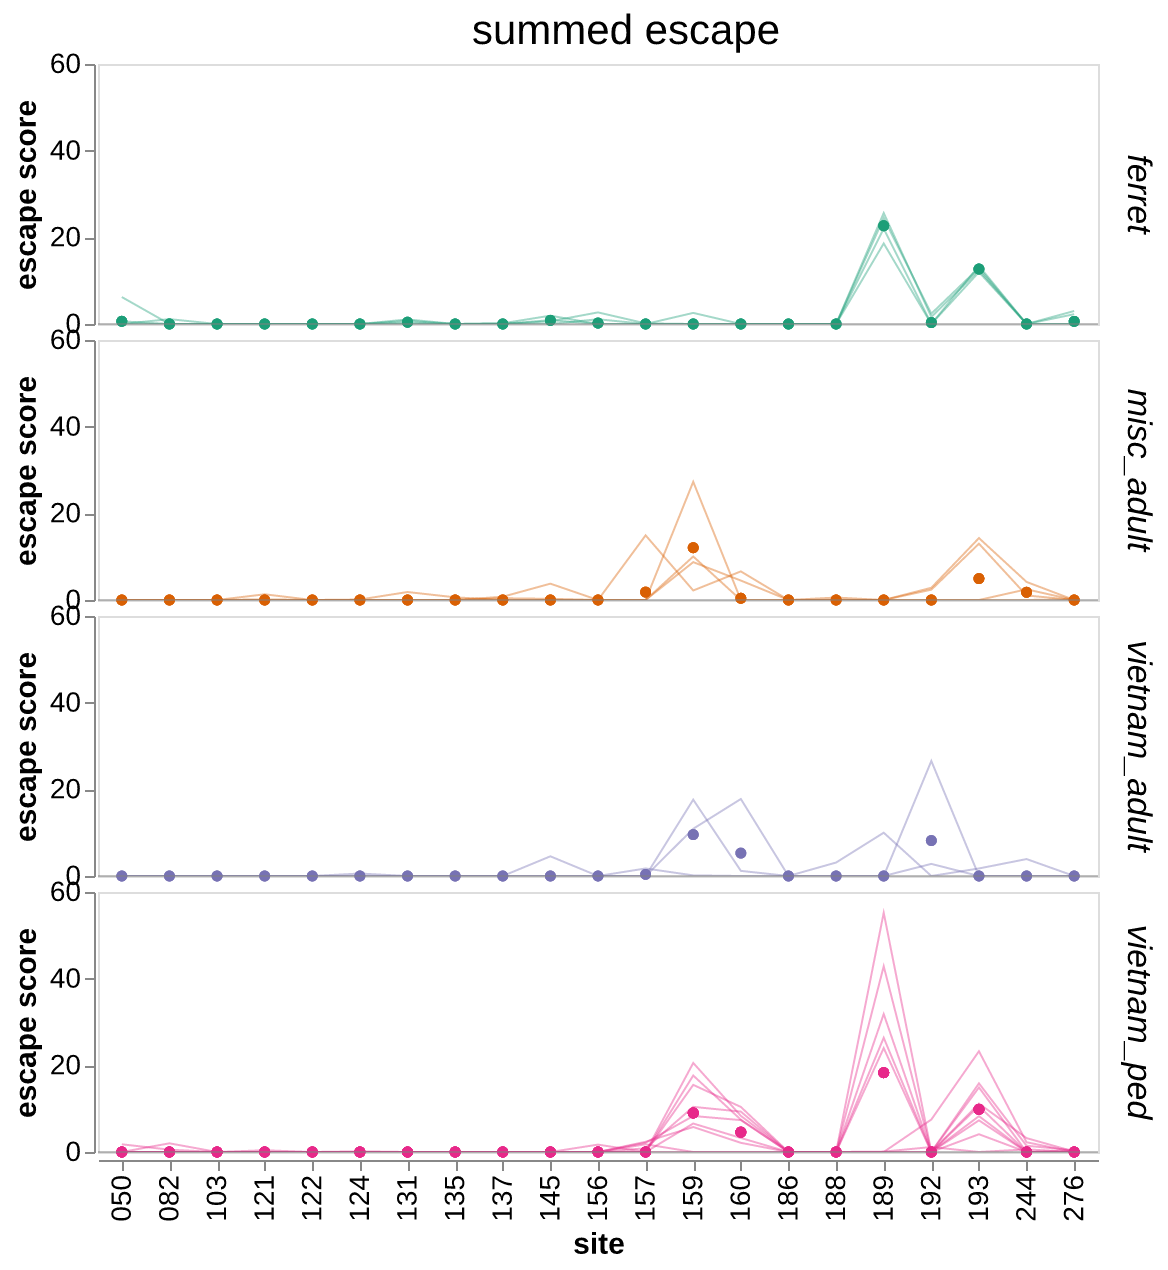 summed escape
60
40
20
0
escape score
ferret
60
40
20
0
escape score
misc_adult
60
40
20
0
escape score
vietnam_adult
60
40
20
0
escape score
vietnam_ped
050 082 103 121 122 124 131 135 137 145 156 157 159 160 186 188 189 192 193 244 276
site